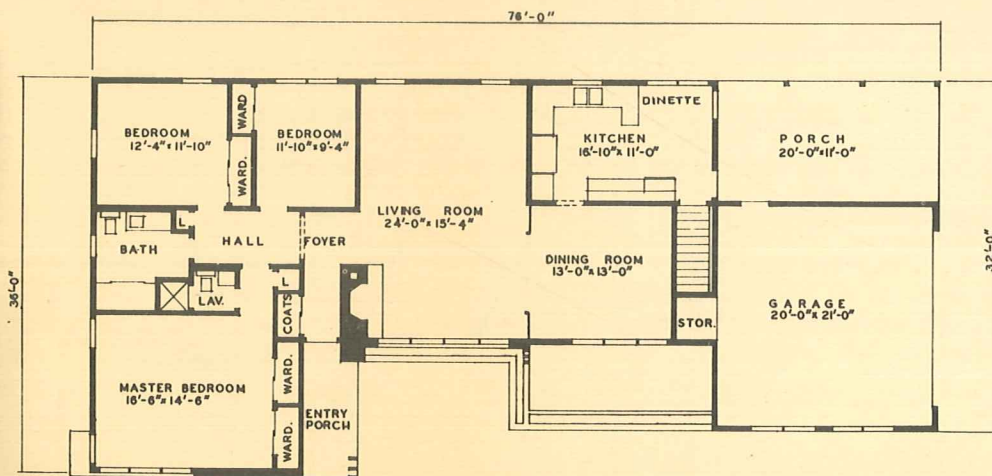 76'-0"
WARD
DINETTE
BEDROOM
12'-4" x 11'-10"
BEDROOM
11'-10" x 9'-4"
KITCHEN
16'-10" x 11'-0"
PORCH
20'-0" x 11'-0"
WARD.
LIVING ROOM
24'-0" x 15'-4"
L
BATH
HALL
FOYER
DINING ROOM
13'-0" x 13'-0"
36'-0"
32'-0"
LAV.
L
COATS
STOR.
GARAGE
20'-0" x 21'-0"
MASTER BEDROOM
16'-6" x 14'-6"
WARD.
ENTRY
PORCH
WARD.